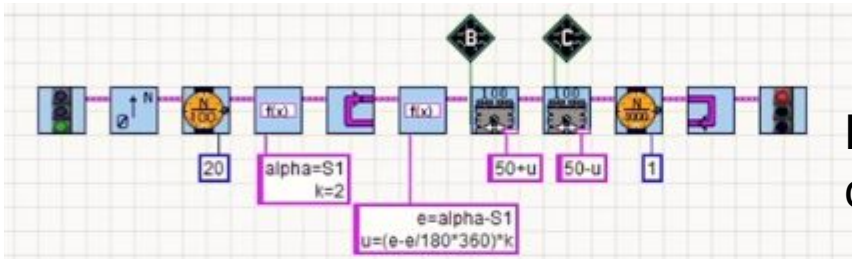 B
C
N
100
100
N
Ø
N
100
f(x)
f(x)
N
1000
20
alpha=S1
k=2
50+u
50-u
1
e=alpha-S1
u=(e-e/180*360)*k